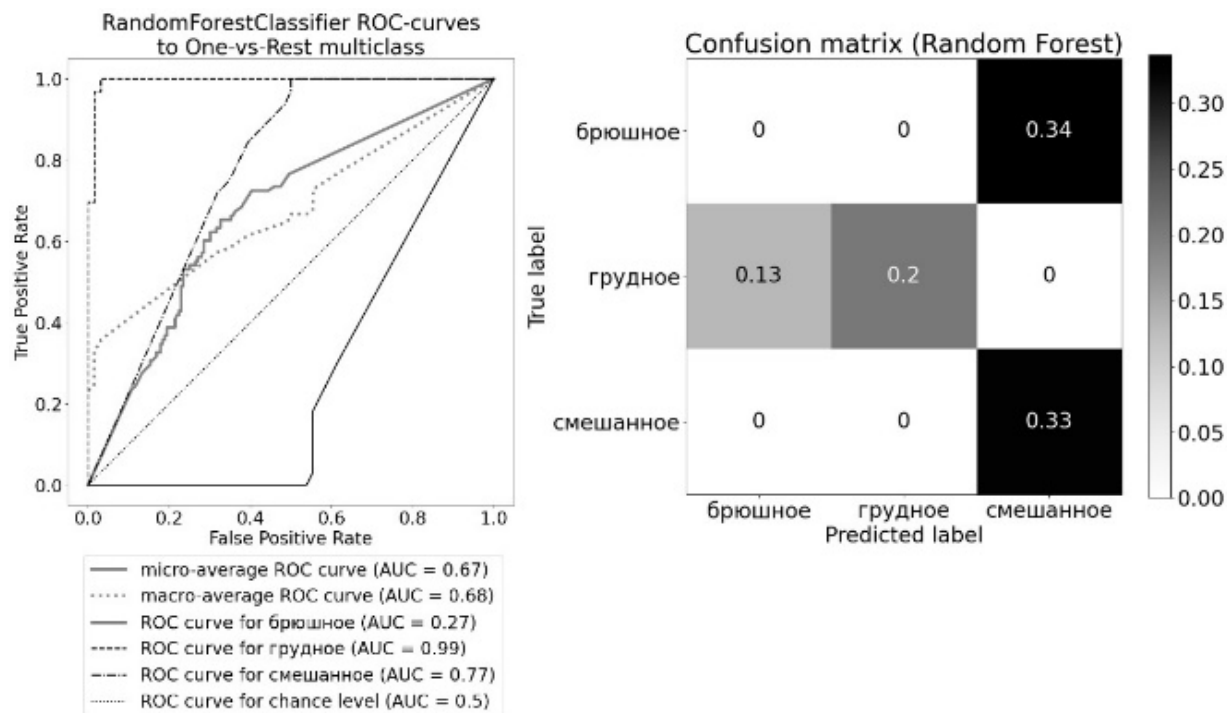 RandomForestClassifier ROC-curves
to One-vs-Rest multiclass
1.0
0.8
0.6
0.4
0.2
0.0
True Positive Rate
0.0 0.2 0.4 0.6 0.8 1.0
False Positive Rate
micro-average ROC curve (AUC = 0.67)
macro-average ROC curve (AUC = 0.68)
ROC curve for брюшное (AUC = 0.27)
ROC curve for грудное (AUC = 0.99)
ROC curve for смешанное (AUC = 0.77)
ROC curve for chance level (AUC = 0.5)
Confusion matrix (Random Forest)
True label
брюшное 0 0 0.34
грудное 0.13 0.2 0
смешанное 0 0 0.33
брюшное грудное смешанное
Predicted label
0.30
0.25
0.20
0.15
0.10
0.05
0.00